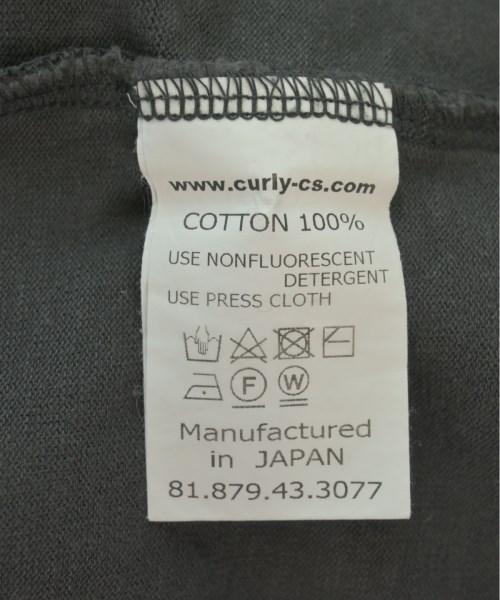 www.curly-cs.com
COTTON 100%
USE NONFLUORESCENT
DETERGENT
USE PRESS CLOTH
F W
Manufactured
in JAPAN
81.879.43.3077